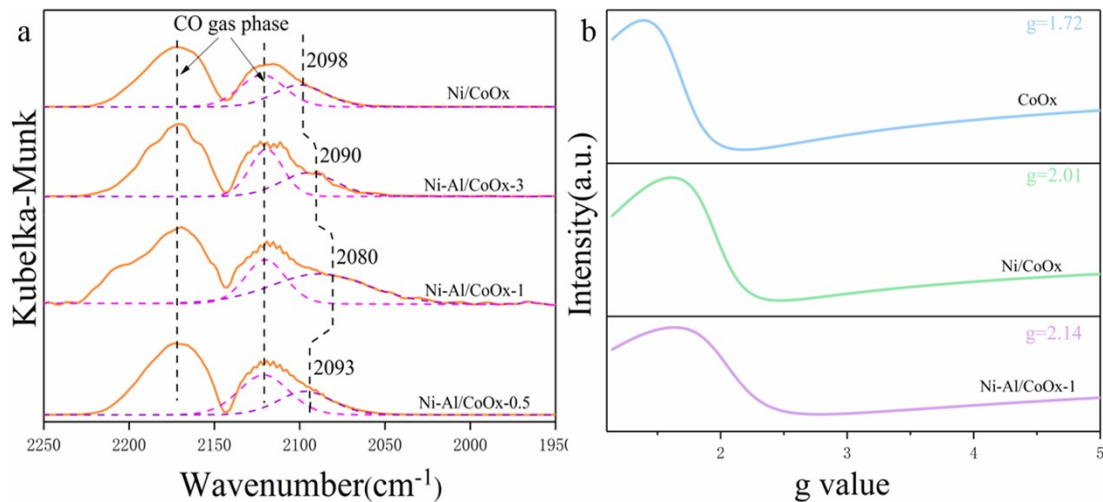 a
CO gas phase
2098
Ni/CoOx
2090
Ni-Al/CoOx-3
2080
Ni-Al/CoOx-1
2093
Ni-Al/CoOx-0.5
Kubelka-Munk
2250 2200 2150 2100 2050 2000 1950
Wavenumber(cm-1)
b
g=1.72
CoOx
g=2.01
Ni/CoOx
g=2.14
Ni-Al/CoOx-1
Intensity(a.u.)
2 3 4 5
g value